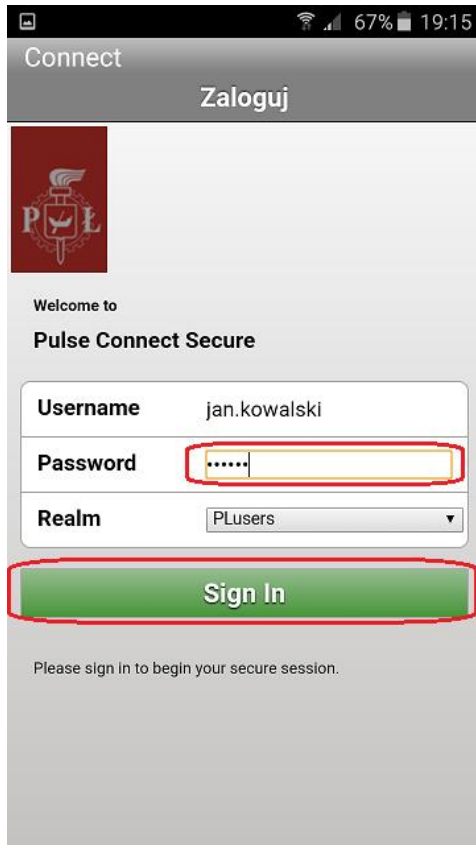 67% 19:15
Connect
Zaloguj
P Ł
Welcome to
Pulse Connect Secure
Username jan.kowalski
Password ••••••
Realm PLusers
Sign In
Please sign in to begin your secure session.